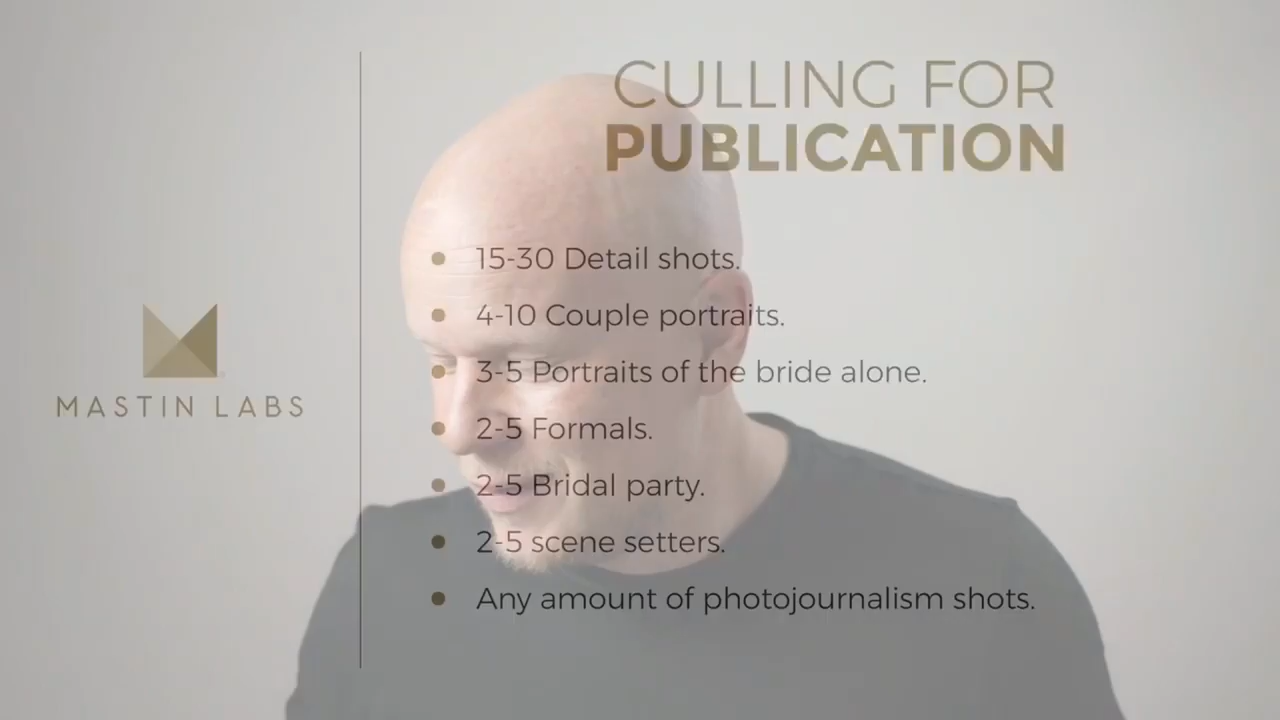 CULLING FOR
PUBLICATION
15-30 Detail shots.
4-10 Couple portraits.
3-5 Portraits of the bride alone.
2-5 Formals.
2-5 Bridal party.
2-5 scene setters.
Any amount of photojournalism shots.
MASTIN LABS